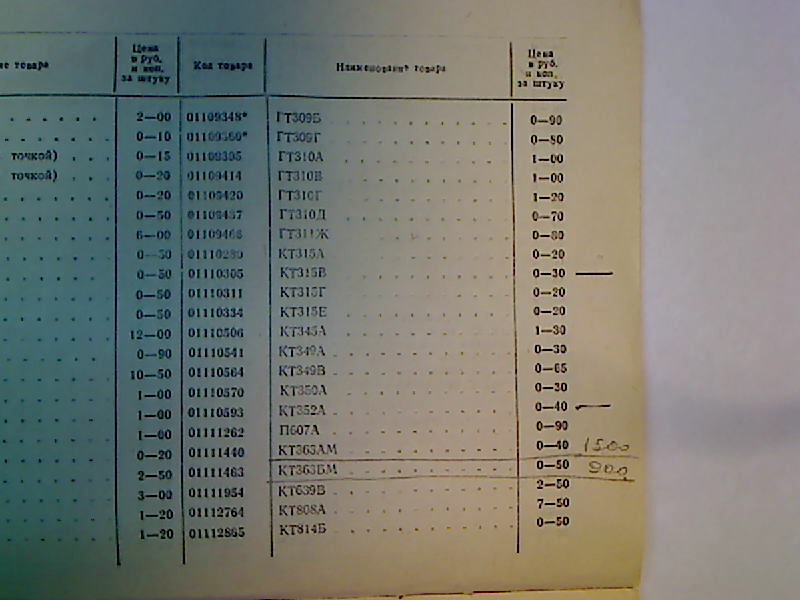 ие товара Цена в руб. и коп. за штуку Код товара Наименование товара Цена в руб. и коп. за штуку
2—00 01109348* ГТ309Б 0—90
0—10 01109360* ГТ309Г 0—80
точкой) 0—15 01109395 ГТ310А 1—00
точкой) 0—20 01109414 ГТ310В 1—00
0—20 01109420 ГТ310Г 1—20
0—50 01109437 ГТ310Д 0—70
6—00 01109466 ГТ311Ж 0—80
0—50 01110280 КТ315А 0—20
0—50 01110305 КТ315В 0—30
0—50 01110311 КТ315Г 0—20
0—50 01110334 КТ315Е 0—20
12—00 01110506 КТ345А 1—30
0—90 01110541 КТ349А 0—30
10—50 01110564 КТ349В 0—65
1—00 01110570 КТ350А 0—30
1—00 01110593 КТ352А 0—40
1—00 01111262 П607А 0—90
0—20 01111440 КТ363АМ 0—40 1500
2—50 01111463 КТ363БМ 0—50 900
3—00 01111954 КТ639В 2—50
1—20 01112764 КТ808А 7—50
1—20 01112865 КТ814Б 0—50